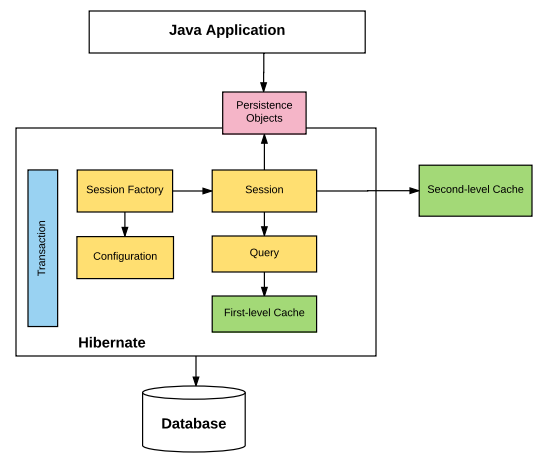 Java Application
Persistence
Objects
Session Factory
Session
Second-level Cache
Transaction
Configuration
Query
First-level Cache
Hibernate
Database